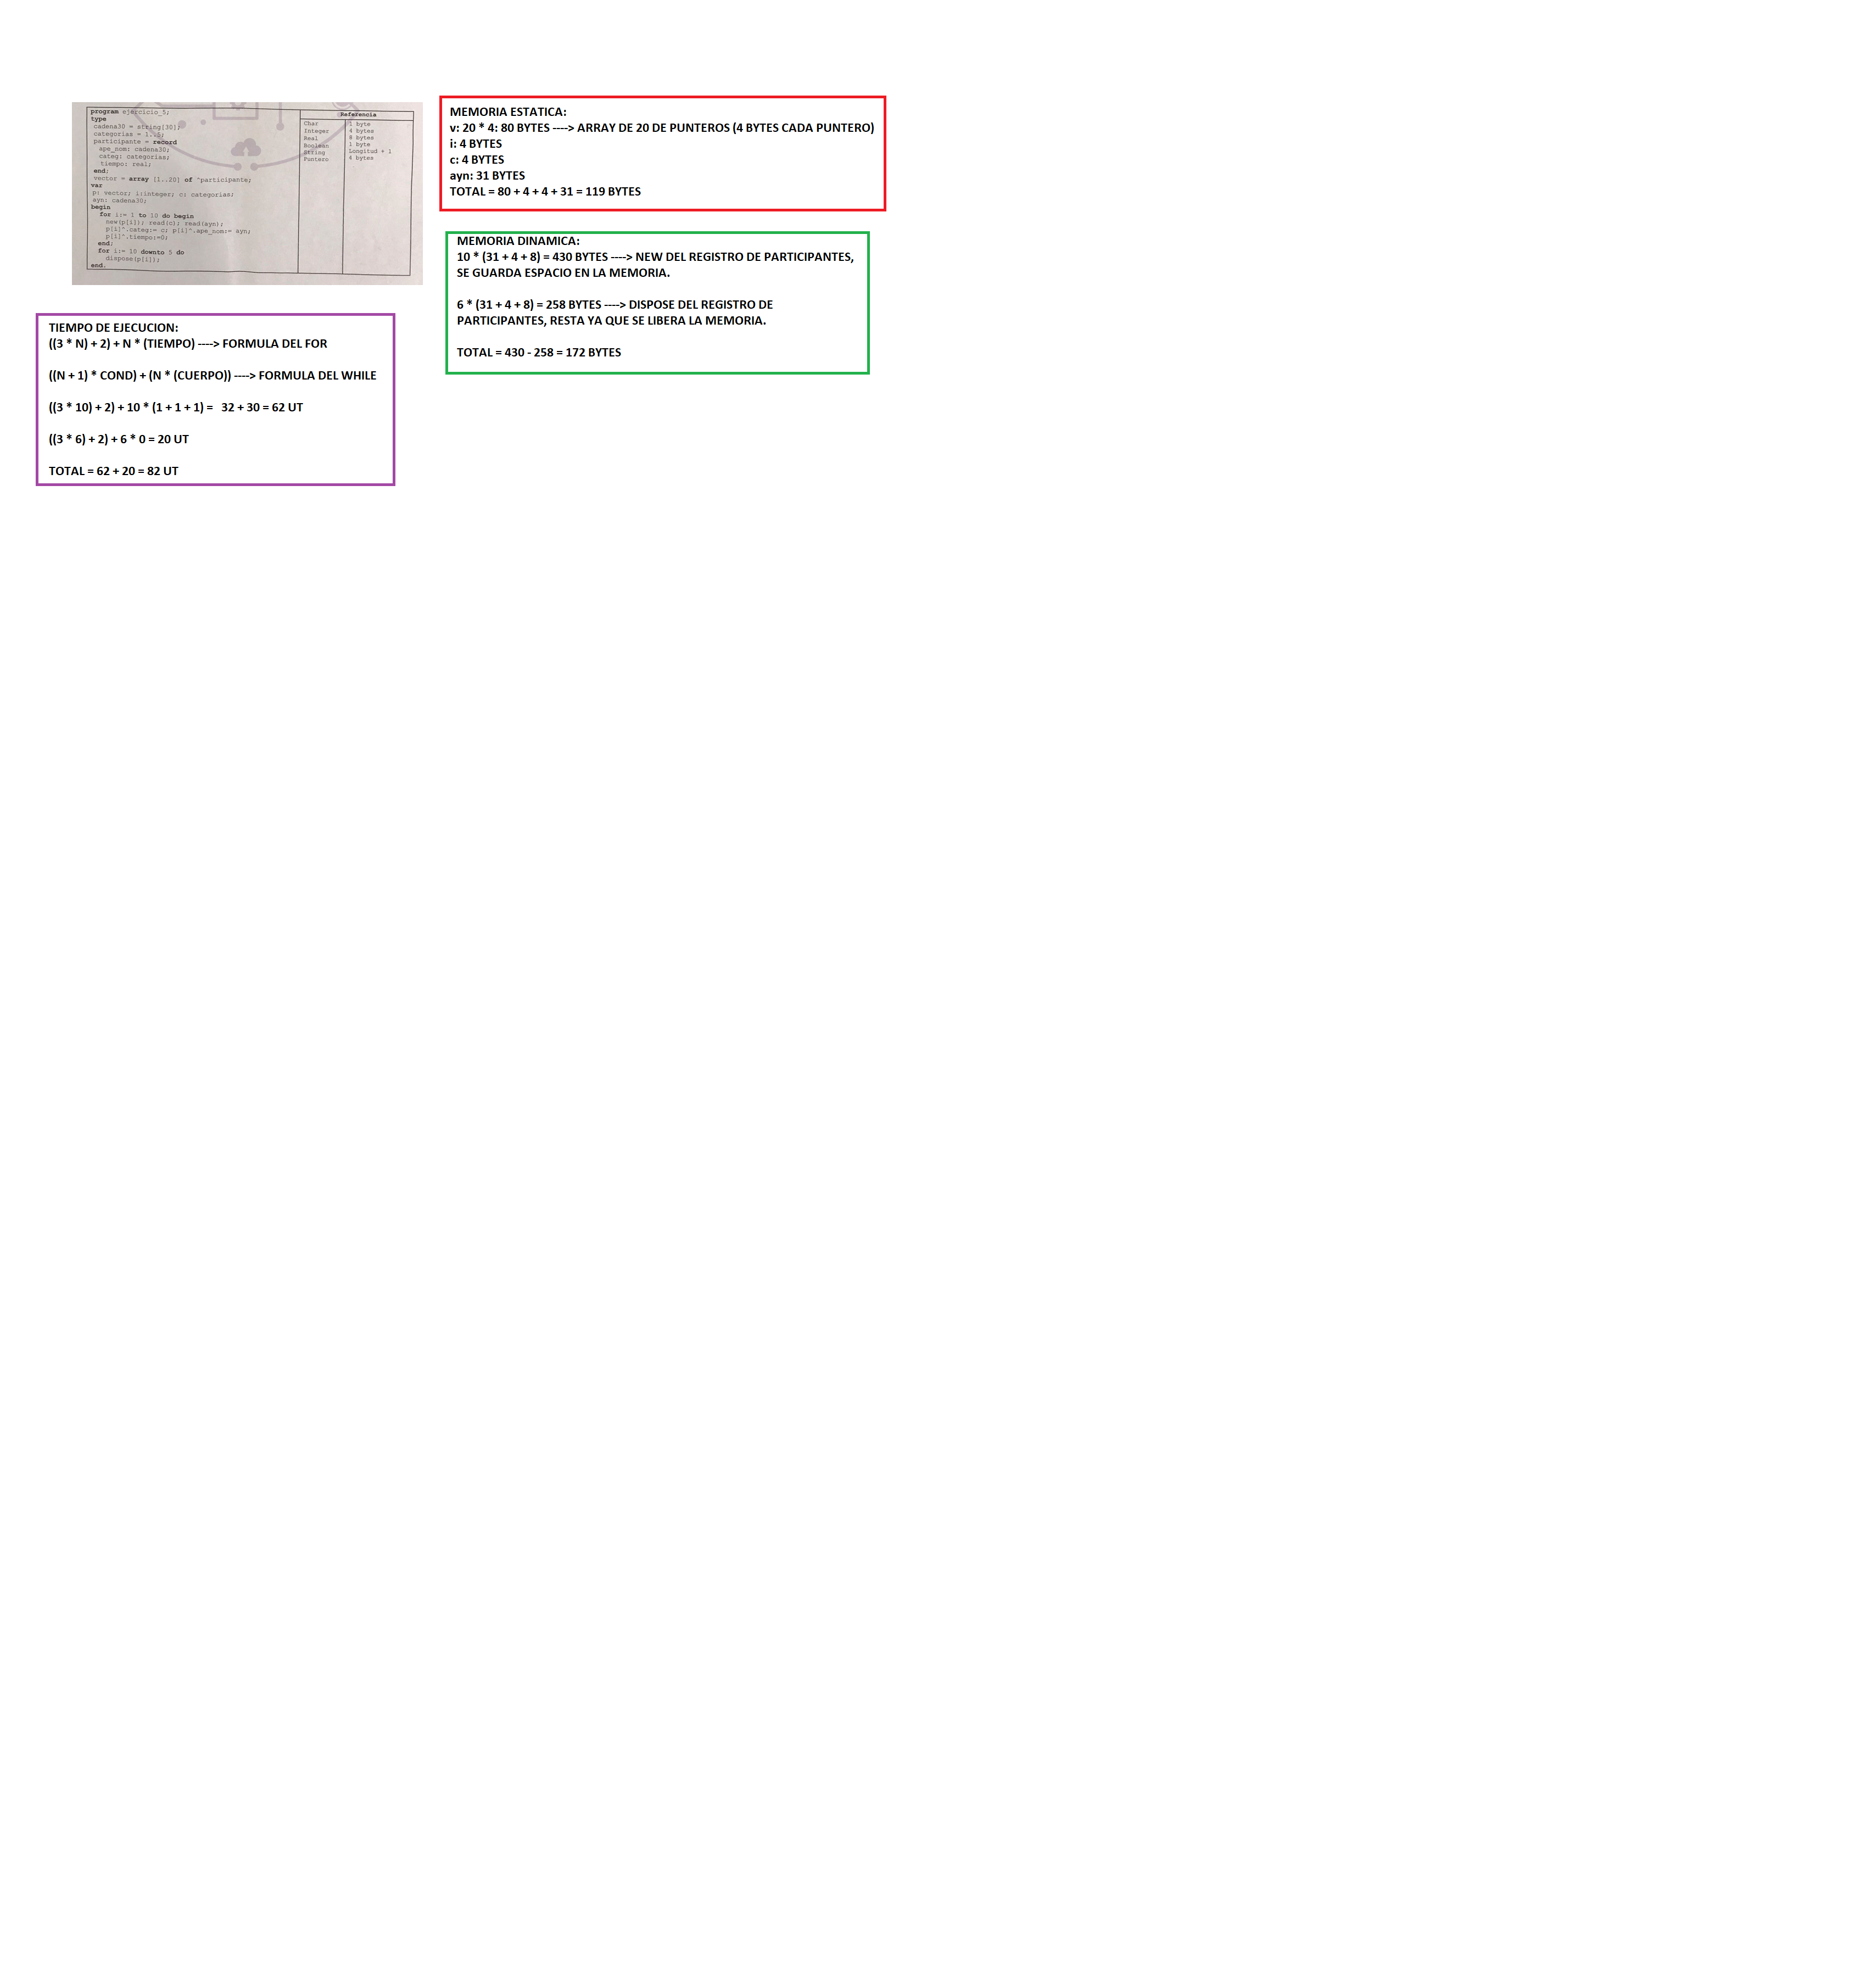 program ejercicio_5;
type
cadena30 = string[30];
categorias = 1..15;
participante = record
ape_nom: cadena30;
categ: categorias;
tiempo: real;
end;
vector = array [1..20] of ^participante;
var
p: vector; i:integer; c: categorias;
ayn: cadena30;
begin
for i:= 1 to 10 do begin
new(p[i]); read(c); read(ayn);
p[i]^.categ:= c; p[i]^.ape_nom:= ayn;
p[i]^.tiempo:=0;
end;
for i:= 10 downto 5 do
dispose(p[i]);
end.
Referencia
Char 1 byte
Integer 4 bytes
Real 8 bytes
Boolean 1 byte
String Longitud + 1
Puntero 4 bytes
MEMORIA ESTATICA:
v: 20 * 4: 80 BYTES ----> ARRAY DE 20 DE PUNTEROS (4 BYTES CADA PUNTERO)
i: 4 BYTES
c: 4 BYTES
ayn: 31 BYTES
TOTAL = 80 + 4 + 4 + 31 = 119 BYTES
MEMORIA DINAMICA:
10 * (31 + 4 + 8) = 430 BYTES ----> NEW DEL REGISTRO DE PARTICIPANTES,
SE GUARDA ESPACIO EN LA MEMORIA.
6 * (31 + 4 + 8) = 258 BYTES ----> DISPOSE DEL REGISTRO DE
PARTICIPANTES, RESTA YA QUE SE LIBERA LA MEMORIA.
TOTAL = 430 - 258 = 172 BYTES
TIEMPO DE EJECUCION:
((3 * N) + 2) + N * (TIEMPO) ----> FORMULA DEL FOR
((N + 1) * COND) + (N * (CUERPO)) ----> FORMULA DEL WHILE
((3 * 10) + 2) + 10 * (1 + 1 + 1) = 32 + 30 = 62 UT
((3 * 6) + 2) + 6 * 0 = 20 UT
TOTAL = 62 + 20 = 82 UT